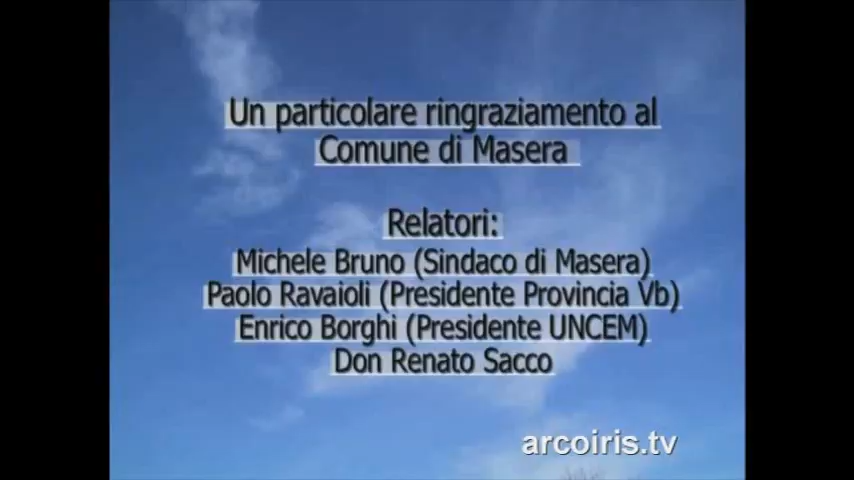 Un particolare ringraziamento al
Comune di Masera
Relatori:
Michele Bruno (Sindaco di Masera)
Paolo Ravaioli (Presidente Provincia Vb)
Enrico Borghi (Presidente UNCEM)
Don Renato Sacco
arcoiris.tv